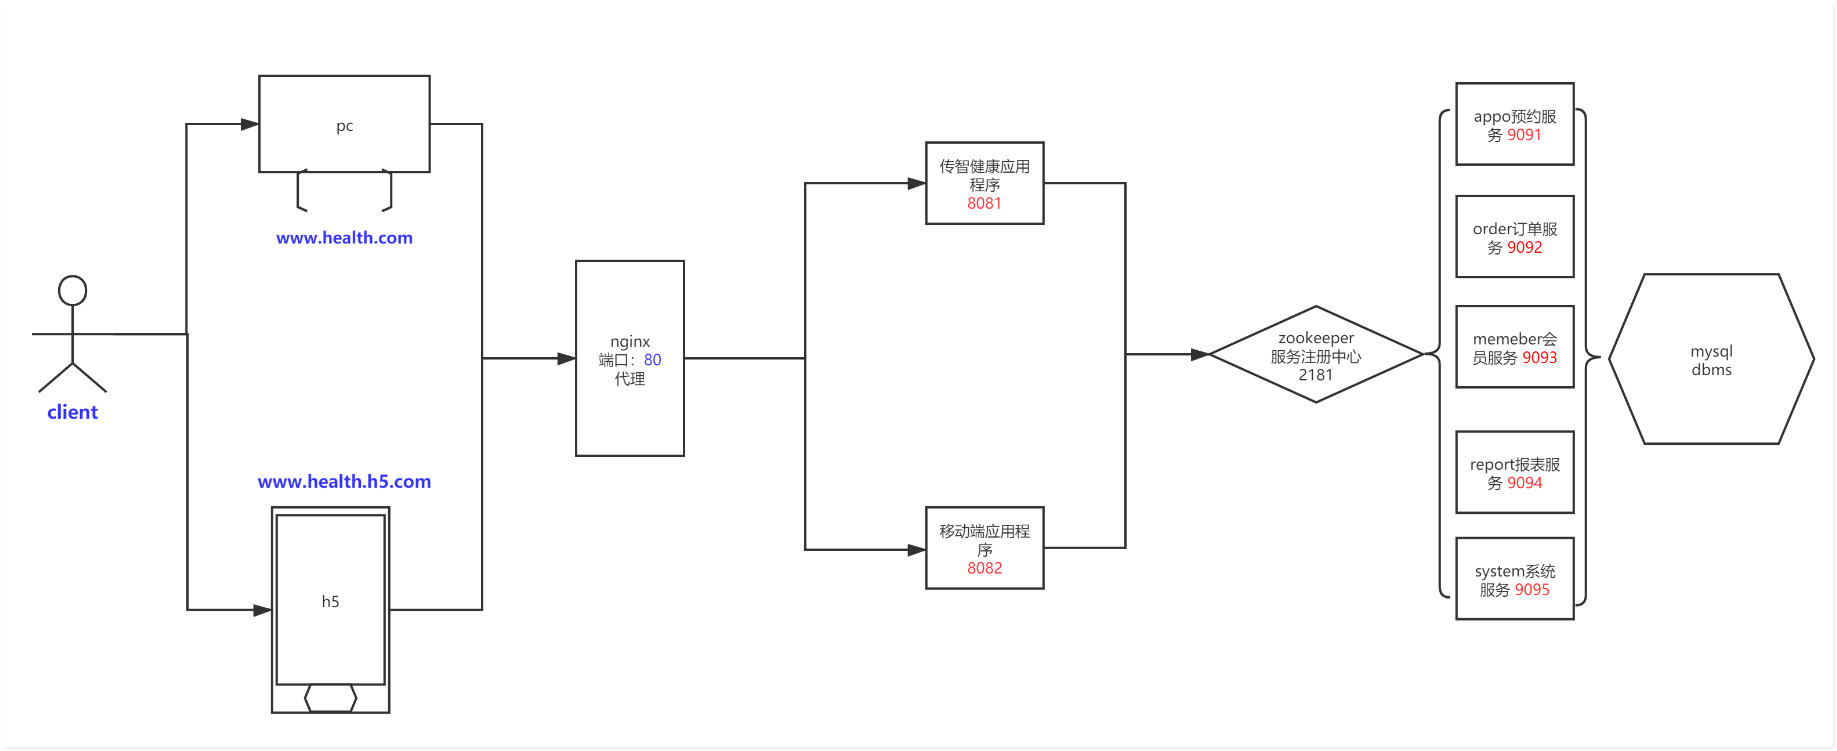 pc
www.health.com
client
www.health.h5.com
h5
nginx
端口：80
代理
传智健康应用
程序
8081
移动端应用程
序
8082
zookeeper
服务注册中心
2181
appo预约服
务 9091
order订单服
务 9092
memeber会
员服务 9093
report报表服
务 9094
system系统
服务 9095
mysql
dbms